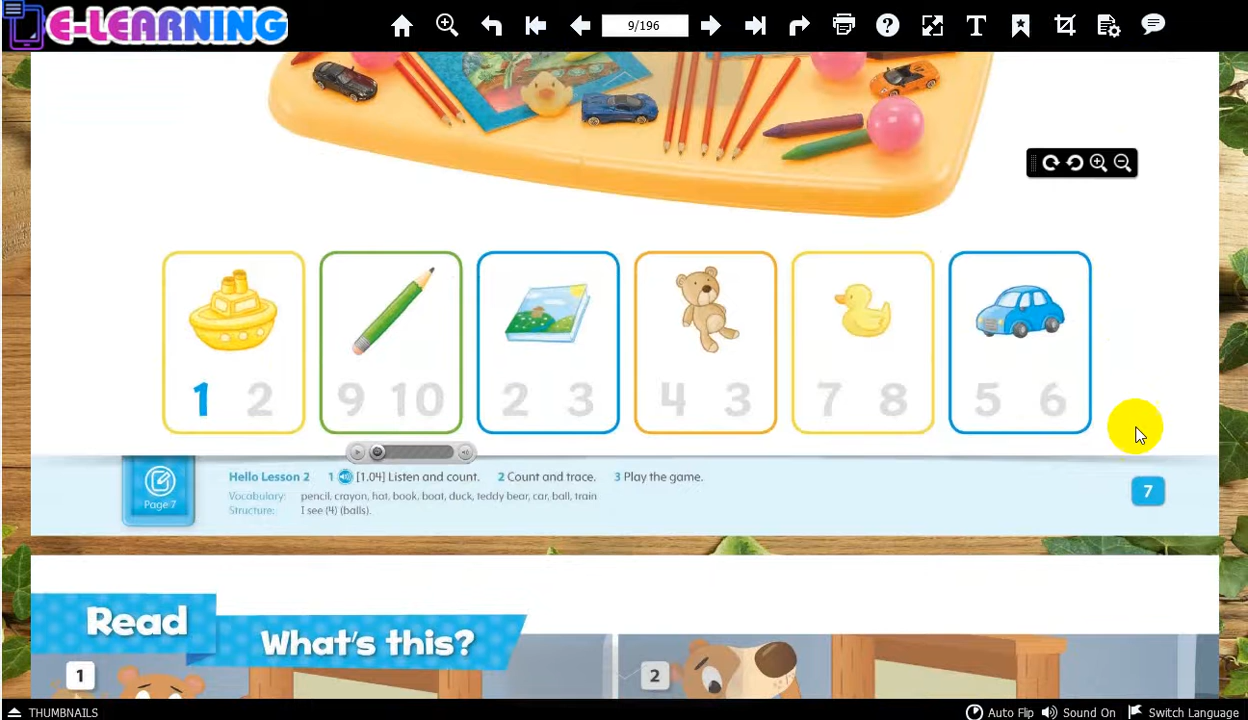 E-LEARNING
9/196
1 2
9 10
2 3
4 3
7 8
5 6
Page 7
Hello Lesson 2 1 [1.04] Listen and count. 2 Count and trace. 3 Play the game.
Vocabulary: pencil, crayon, hat, book, boat, duck, teddy bear, car, ball, train
Structure: I see (4) (balls).
7
Read
What's this?
1
2
THUMBNAILS
Auto Flip
Sound On
Switch Language